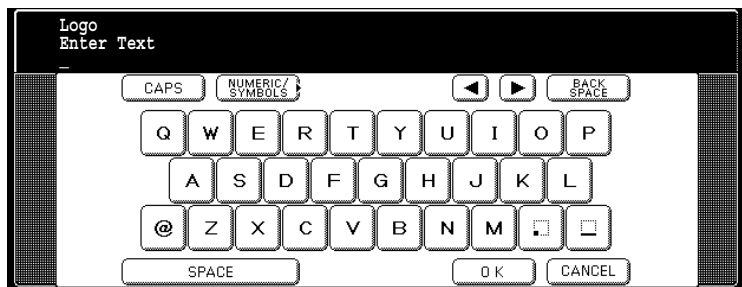 Logo
Enter Text
_
CAPS NUMERIC/ SYMBOLS ◀ ▶ BACK SPACE
Q W E R T Y U I O P
A S D F G H J K L
@ Z X C V B N M . _
SPACE OK CANCEL